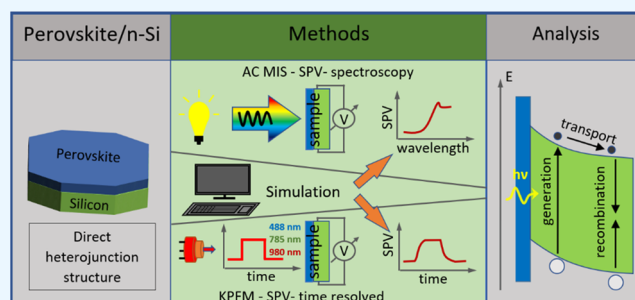 Perovskite/n-Si
Methods
Analysis
AC MIS - SPV- spectroscopy
sample
V
SPV
wavelength
Perovskite
Silicon
Direct
heterojunction
structure
Simulation
488 nm
785 nm
980 nm
time
sample
V
SPV
time
KPFM - SPV- time resolved
E
transport
hν
generation
recombination